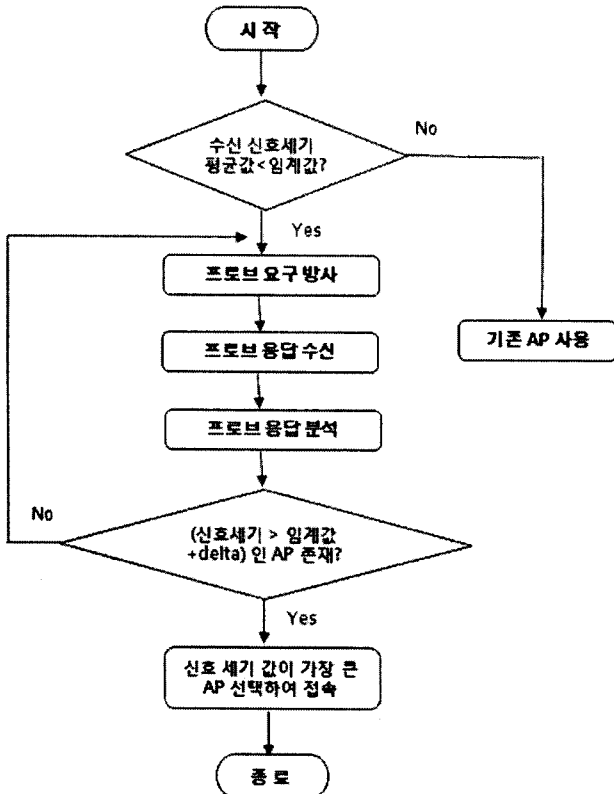 시 작
수신 신호세기
평균값<임계값?
No
Yes
프로브 요구 방사
프로브 응답 수신
기존 AP 사용
프로브 응답 분석
No
(신호세기 > 임계값
+delta) 인 AP 존재?
Yes
신호 세기 값이 가장 큰
AP 선택하여 접속
종 료